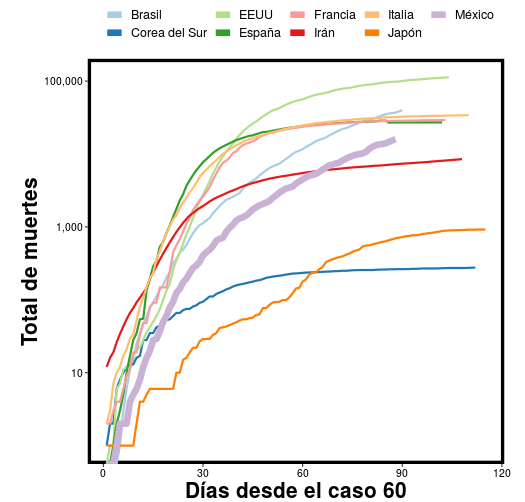 Brasil EEUU Francia Italia México
Corea del Sur España Irán Japón
100,000
1,000
10
Total de muertes
0 30 60 90 120
Días desde el caso 60